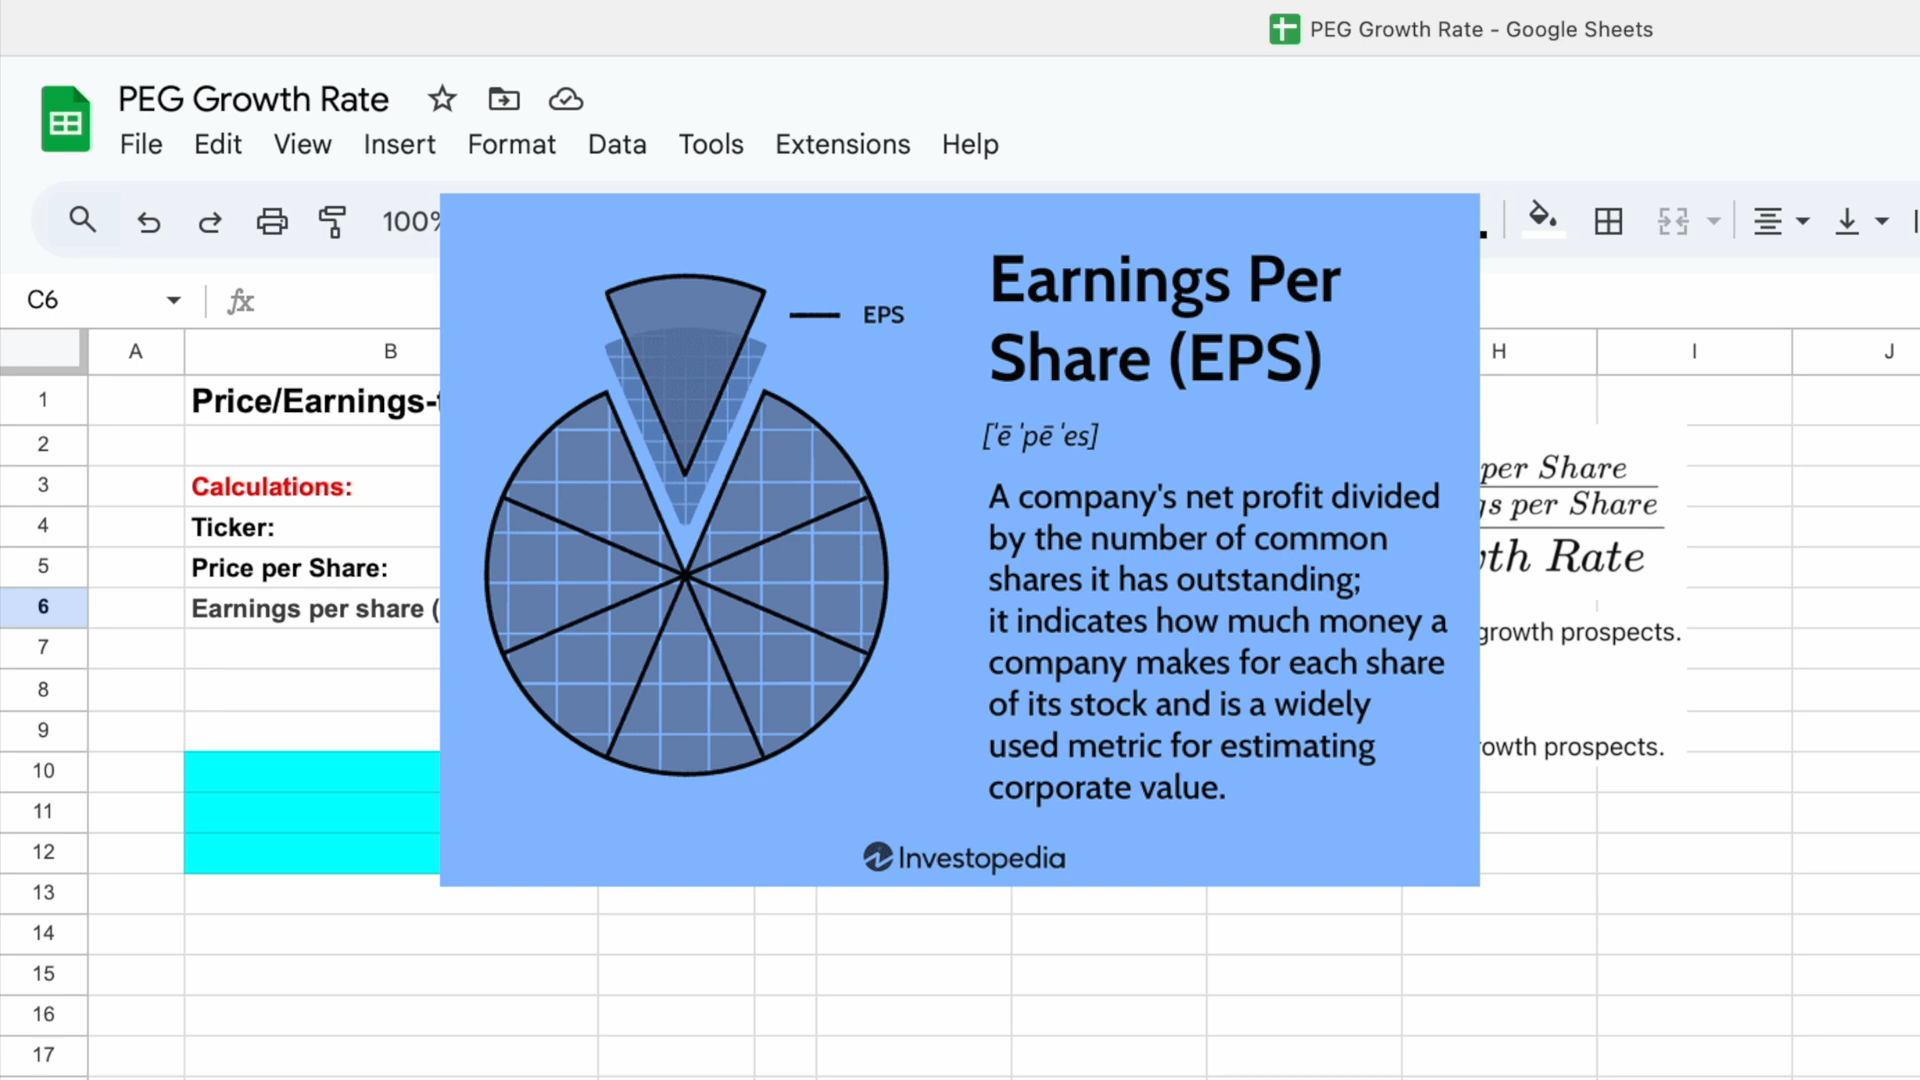 PEG Growth Rate - Google Sheets
PEG Growth Rate
File Edit View Insert Format Data Tools Extensions Help
100%
C6
fx
A B H I J
1 Price/Earnings-
2
3 Calculations:
4 Ticker:
5 Price per Share:
6 Earnings per share (
7
8
9
10
11
12
13
14
15
16
17
EPS
Earnings Per
Share (EPS)
['ē 'pē 'es]
A company's net profit divided
by the number of common
shares it has outstanding;
it indicates how much money a
company makes for each share
of its stock and is a widely
used metric for estimating
corporate value.
Investopedia
per Share
per Share
Rate
growth prospects.
prospects.